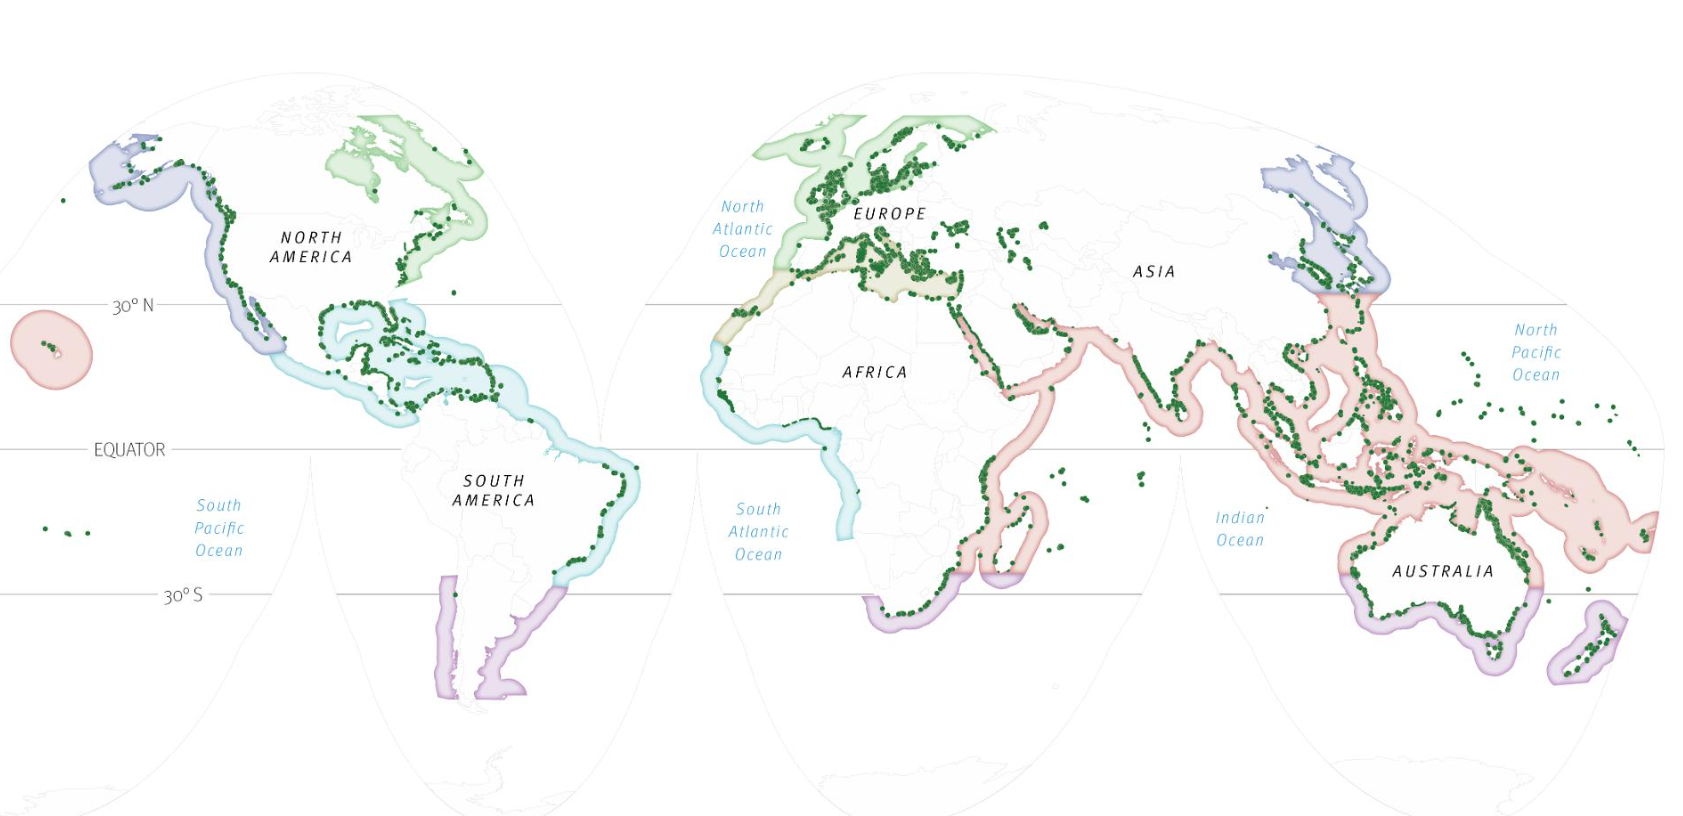 North
Atlantic
Ocean
EUROPE
NORTH
AMERICA
ASIA
30° N
North
Pacific
Ocean
AFRICA
EQUATOR
SOUTH
AMERICA
South
Pacific
Ocean
South
Atlantic
Ocean
Indian
Ocean
AUSTRALIA
30° S